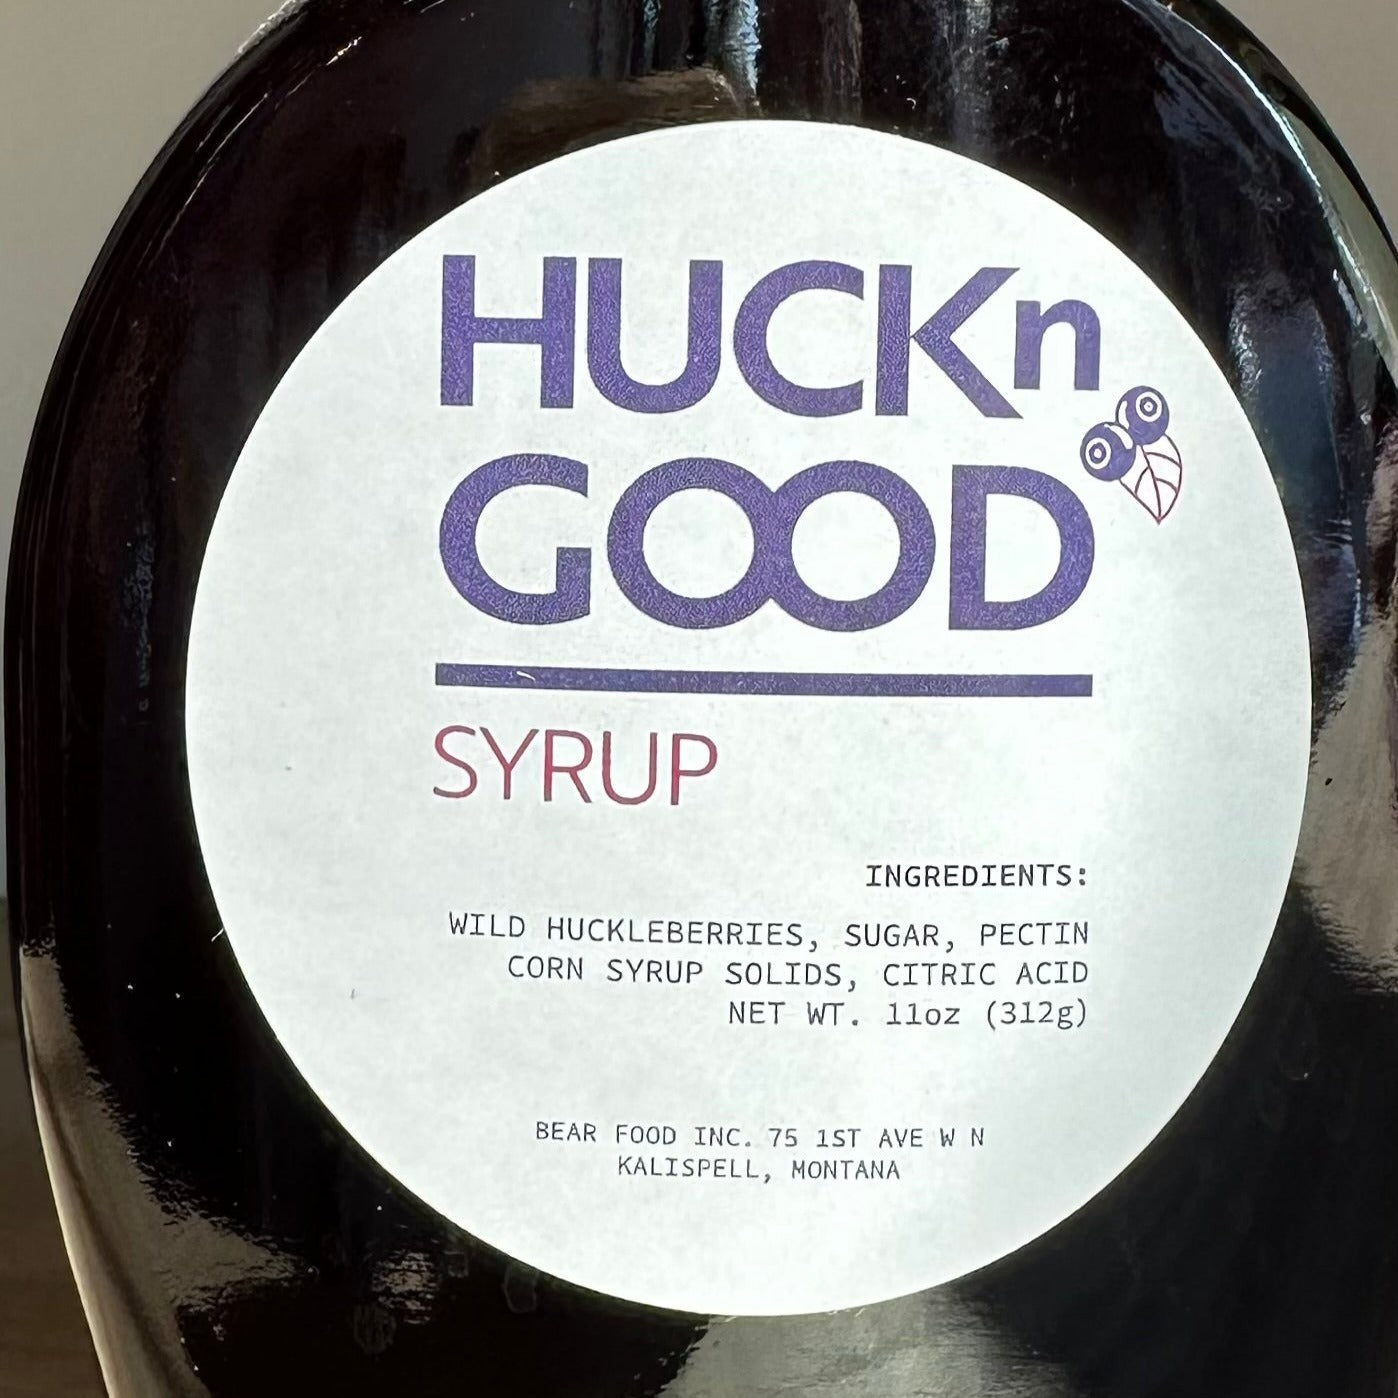 HUCKn
GOOD
SYRUP
INGREDIENTS:
WILD HUCKLEBERRIES, SUGAR, PECTIN
CORN SYRUP SOLIDS, CITRIC ACID
NET WT. 11oz (312g)
BEAR FOOD INC. 75 1ST AVE W N
KALISPELL, MONTANA